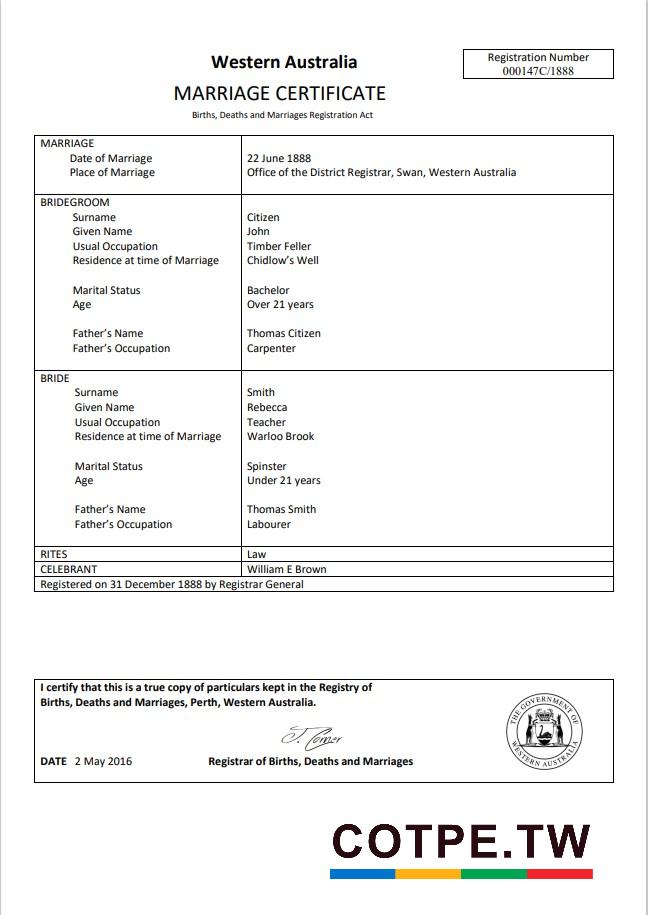 Western Australia
Registration Number
000147C/1888
MARRIAGE CERTIFICATE
Births, Deaths and Marriages Registration Act
MARRIAGE
Date of Marriage 22 June 1888
Place of Marriage Office of the District Registrar, Swan, Western Australia
BRIDEGROOM
Surname Citizen
Given Name John
Usual Occupation Timber Feller
Residence at time of Marriage Chidlow's Well
Marital Status Bachelor
Age Over 21 years
Father's Name Thomas Citizen
Father's Occupation Carpenter
BRIDE
Surname Smith
Given Name Rebecca
Usual Occupation Teacher
Residence at time of Marriage Warloo Brook
Marital Status Spinster
Age Under 21 years
Father's Name Thomas Smith
Father's Occupation Labourer
RITES Law
CELEBRANT William E Brown
Registered on 31 December 1888 by Registrar General
I certify that this is a true copy of particulars kept in the Registry of
Births, Deaths and Marriages, Perth, Western Australia.
THE GOVERNMENT OF
WESTERN AUSTRALIA
DATE 2 May 2016 Registrar of Births, Deaths and Marriages
COTPE.TW